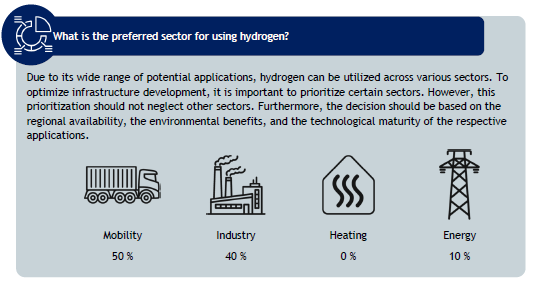 What is the preferred sector for using hydrogen?
Due to its wide range of potential applications, hydrogen can be utilized across various sectors. To
optimize infrastructure development, it is important to prioritize certain sectors. However, this
prioritization should not neglect other sectors. Furthermore, the decision should be based on the
regional availability, the environmental benefits, and the technological maturity of the respective
applications.
Mobility Industry Heating Energy
50 % 40 % 0 % 10 %